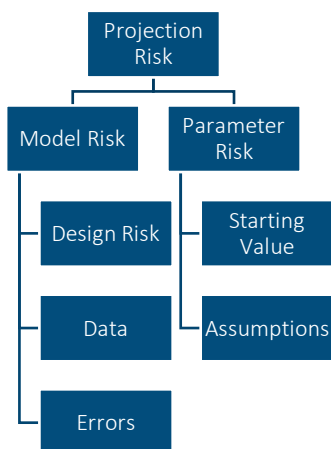 Projection
Risk
Model Risk
Parameter
Risk
Design Risk
Starting
Value
Data
Assumptions
Errors